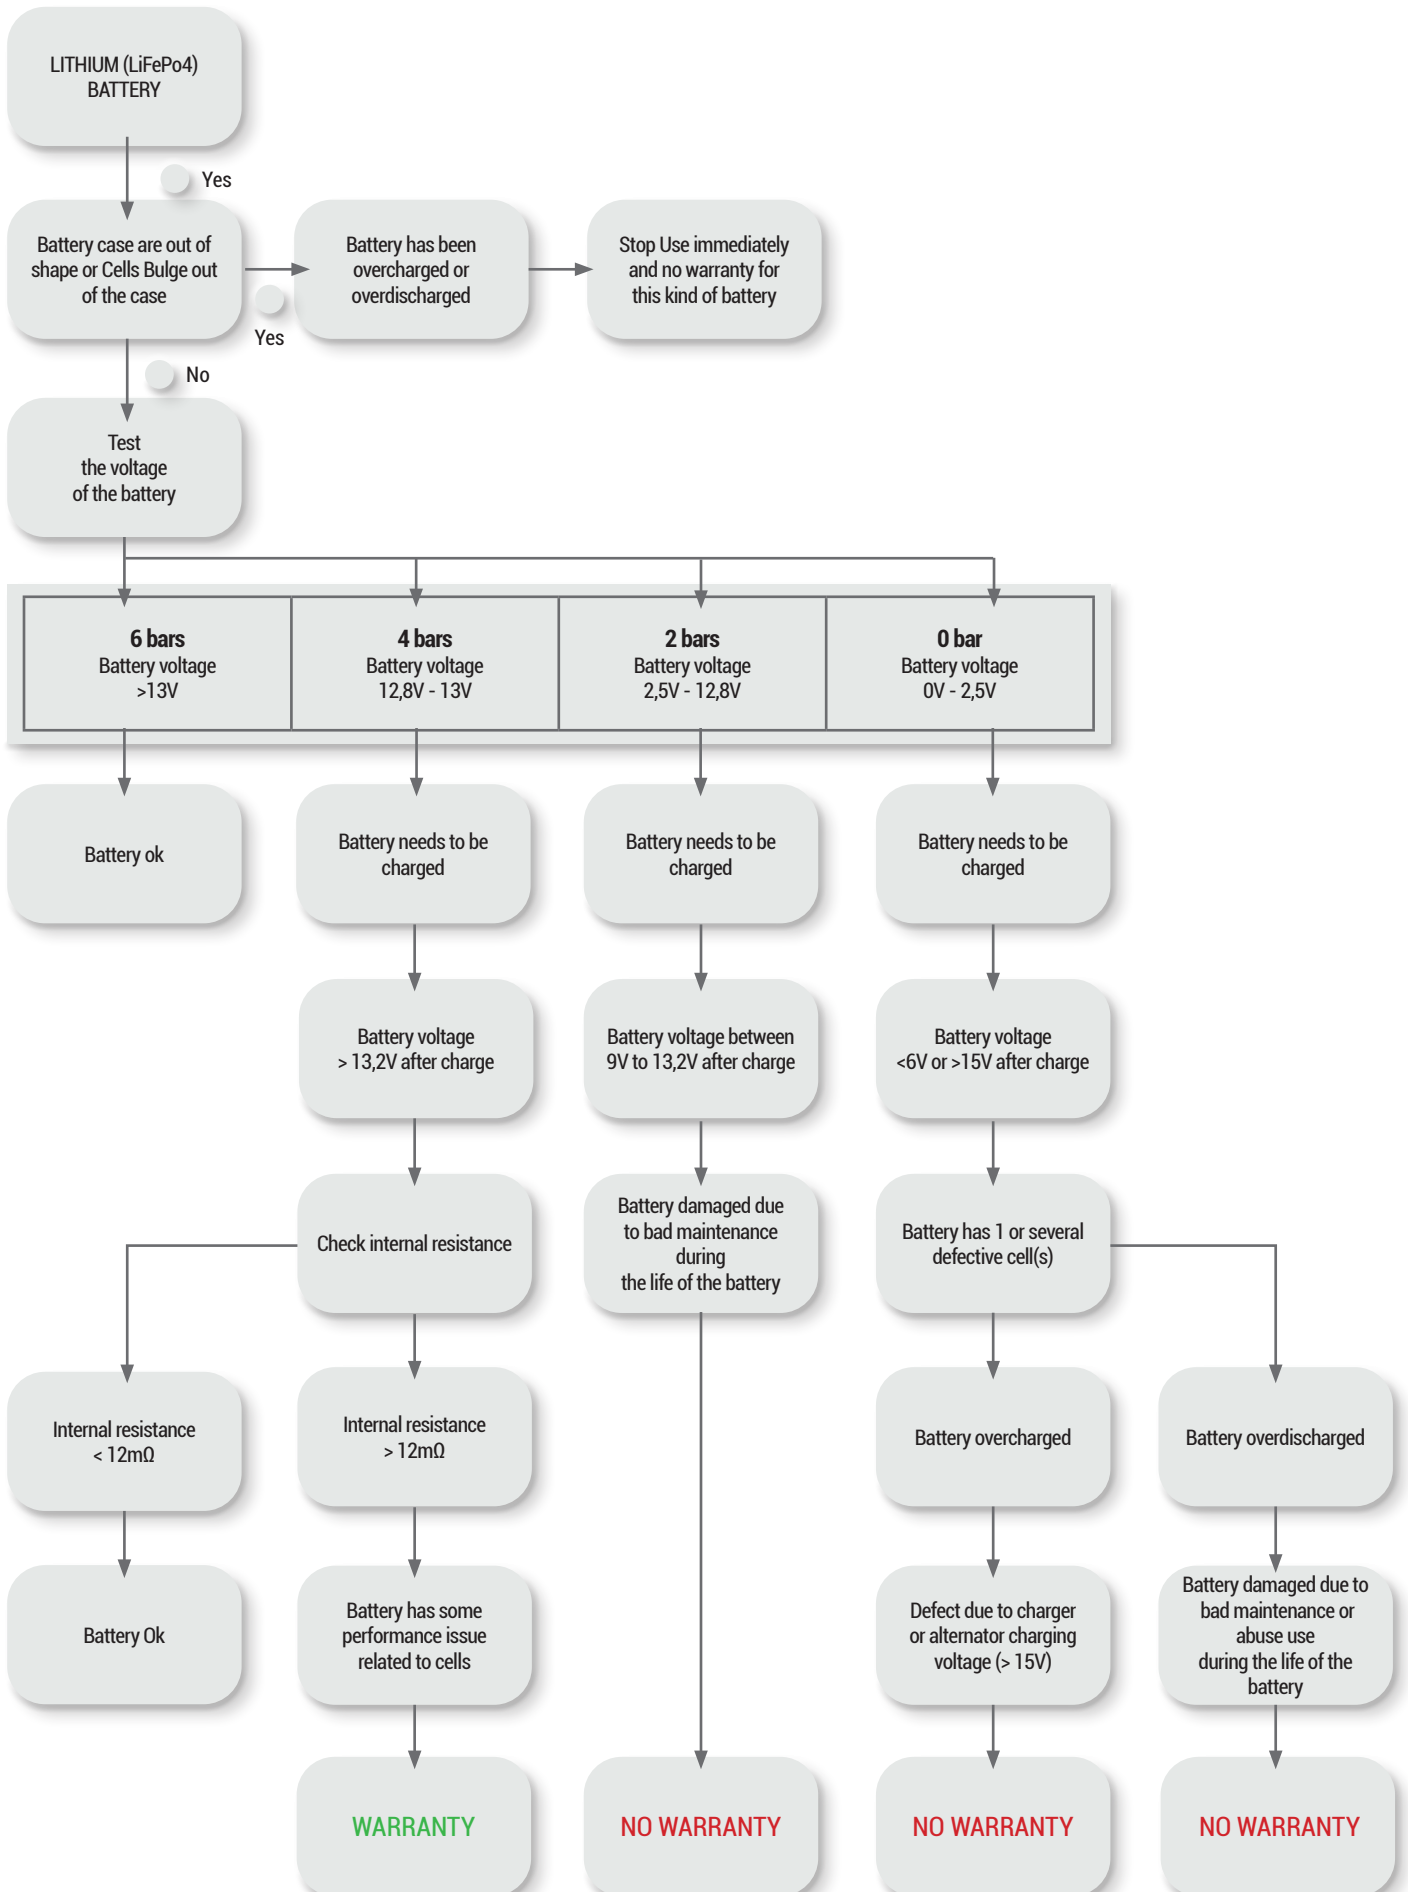 LITHIUM (LiFePo4)
BATTERY
Yes
Battery case are out of
shape or Cells Bulge out
of the case
Battery has been
overcharged or
overdischarged
Stop Use immediately
and no warranty for
this kind of battery
Yes
No
Test
the voltage
of the battery
6 bars
Battery voltage
>13V
4 bars
Battery voltage
12,8V - 13V
2 bars
Battery voltage
2,5V - 12,8V
0 bar
Battery voltage
0V - 2,5V
Battery ok
Battery needs to be
charged
Battery needs to be
charged
Battery needs to be
charged
Battery voltage
> 13,2V after charge
Battery voltage between
9V to 13,2V after charge
Battery voltage
<6V or >15V after charge
Check internal resistance
Battery damaged due
to bad maintenance
during
the life of the battery
Battery has 1 or several
defective cell(s)
Internal resistance
< 12mΩ
Internal resistance
> 12mΩ
Battery overcharged
Battery overdischarged
Battery Ok
Battery has some
performance issue
related to cells
Defect due to charger
or alternator charging
voltage (> 15V)
Battery damaged due to
bad maintenance or
abuse use
during the life of the
battery
WARRANTY
NO WARRANTY
NO WARRANTY
NO WARRANTY